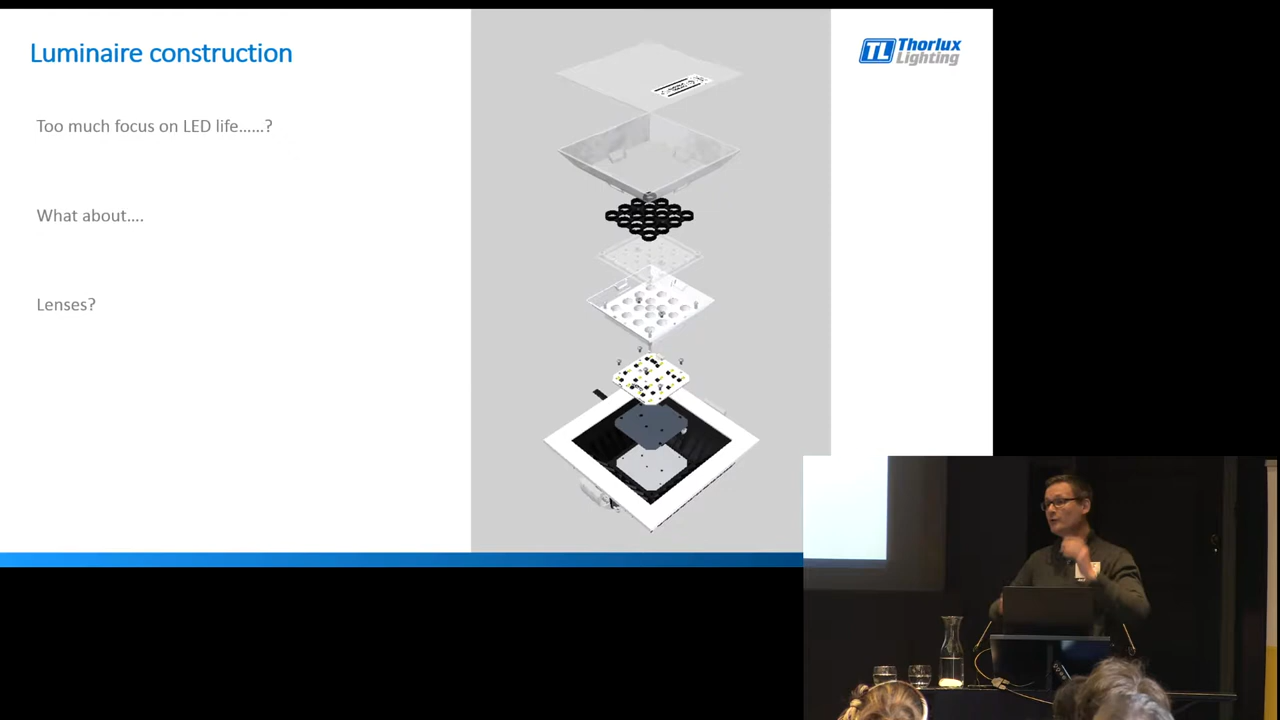 Luminaire construction
TL Thorlux
Lighting
Too much focus on LED life......?
What about....
Lenses?